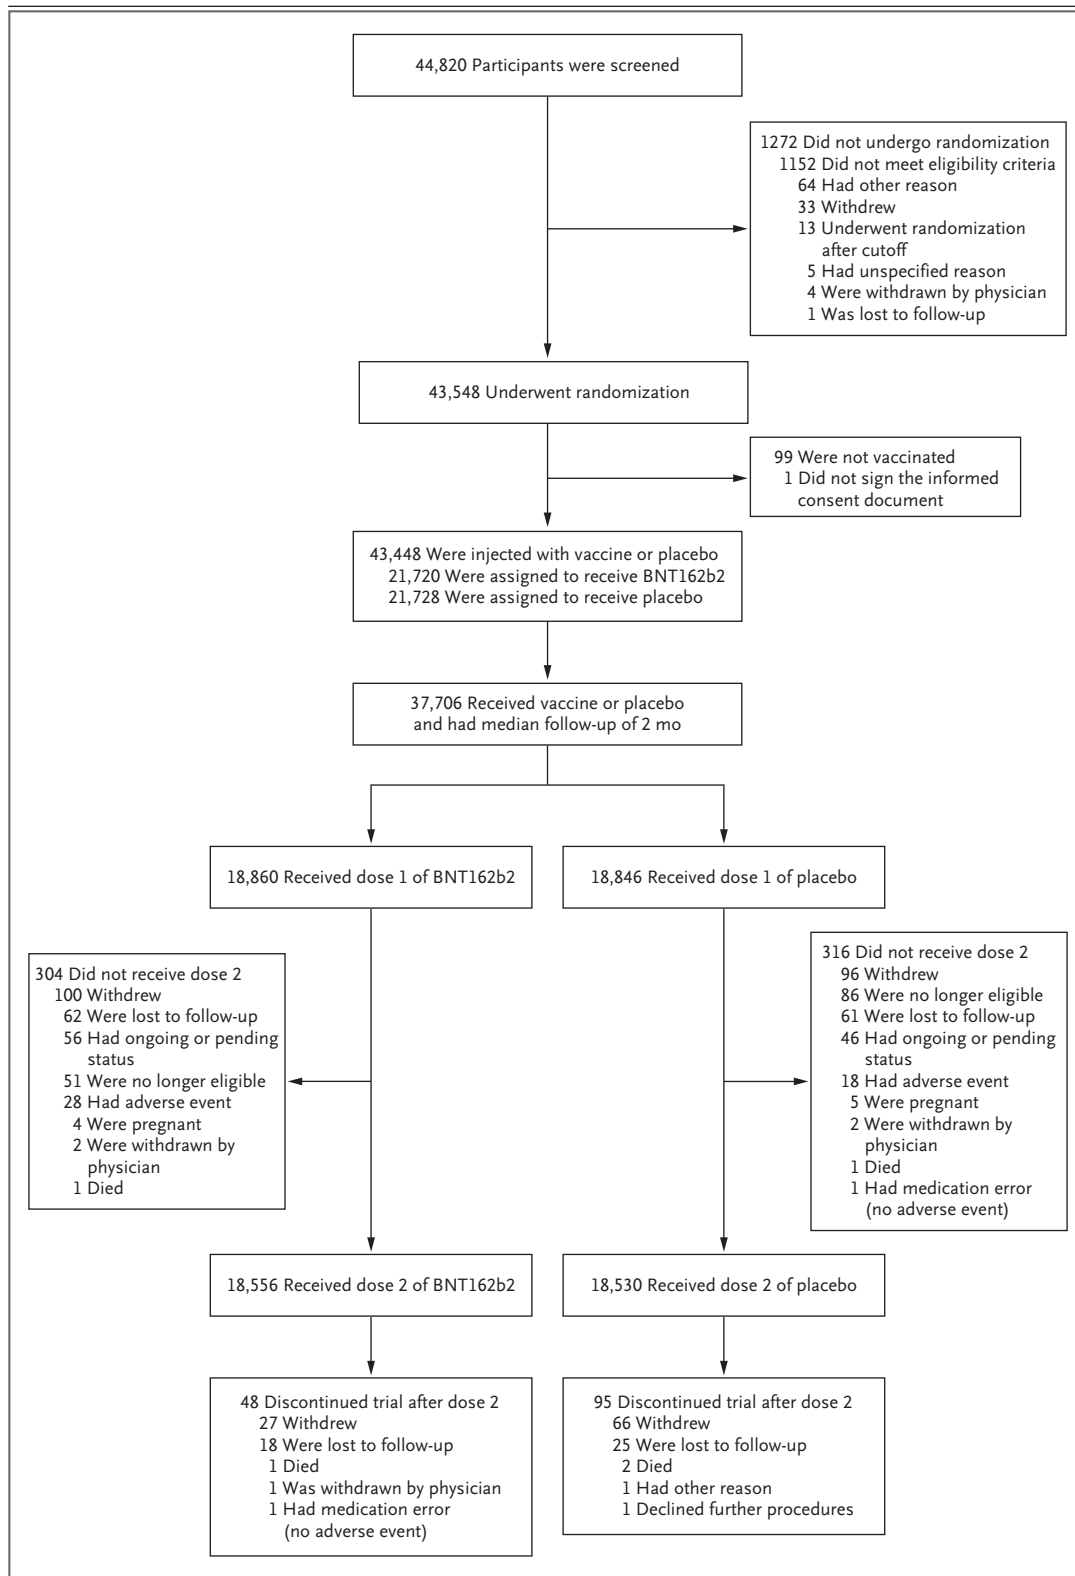 44,820 Participants were screened
1272 Did not undergo randomization
1152 Did not meet eligibility criteria
64 Had other reason
33 Withdrew
13 Underwent randomization
after cutoff
5 Had unspecified reason
4 Were withdrawn by physician
1 Was lost to follow-up
43,548 Underwent randomization
99 Were not vaccinated
1 Did not sign the informed
consent document
43,448 Were injected with vaccine or placebo
21,720 Were assigned to receive BNT162b2
21,728 Were assigned to receive placebo
37,706 Received vaccine or placebo
and had median follow-up of 2 mo
18,860 Received dose 1 of BNT162b2
18,846 Received dose 1 of placebo
304 Did not receive dose 2
100 Withdrew
62 Were lost to follow-up
56 Had ongoing or pending
status
51 Were no longer eligible
28 Had adverse event
4 Were pregnant
2 Were withdrawn by
physician
1 Died
316 Did not receive dose 2
96 Withdrew
86 Were no longer eligible
61 Were lost to follow-up
46 Had ongoing or pending
status
18 Had adverse event
5 Were pregnant
2 Were withdrawn by
physician
1 Died
1 Had medication error
(no adverse event)
18,556 Received dose 2 of BNT162b2
18,530 Received dose 2 of placebo
48 Discontinued trial after dose 2
27 Withdrew
18 Were lost to follow-up
1 Died
1 Was withdrawn by physician
1 Had medication error
(no adverse event)
95 Discontinued trial after dose 2
66 Withdrew
25 Were lost to follow-up
2 Died
1 Had other reason
1 Declined further procedures